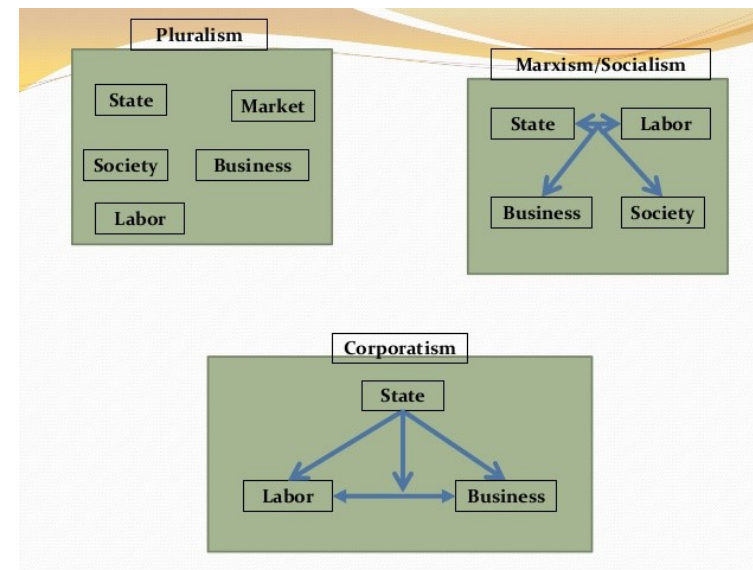 Pluralism
State
Market
Society
Business
Labor
Marxism/Socialism
State
Labor
Business
Society
Corporatism
State
Labor
Business